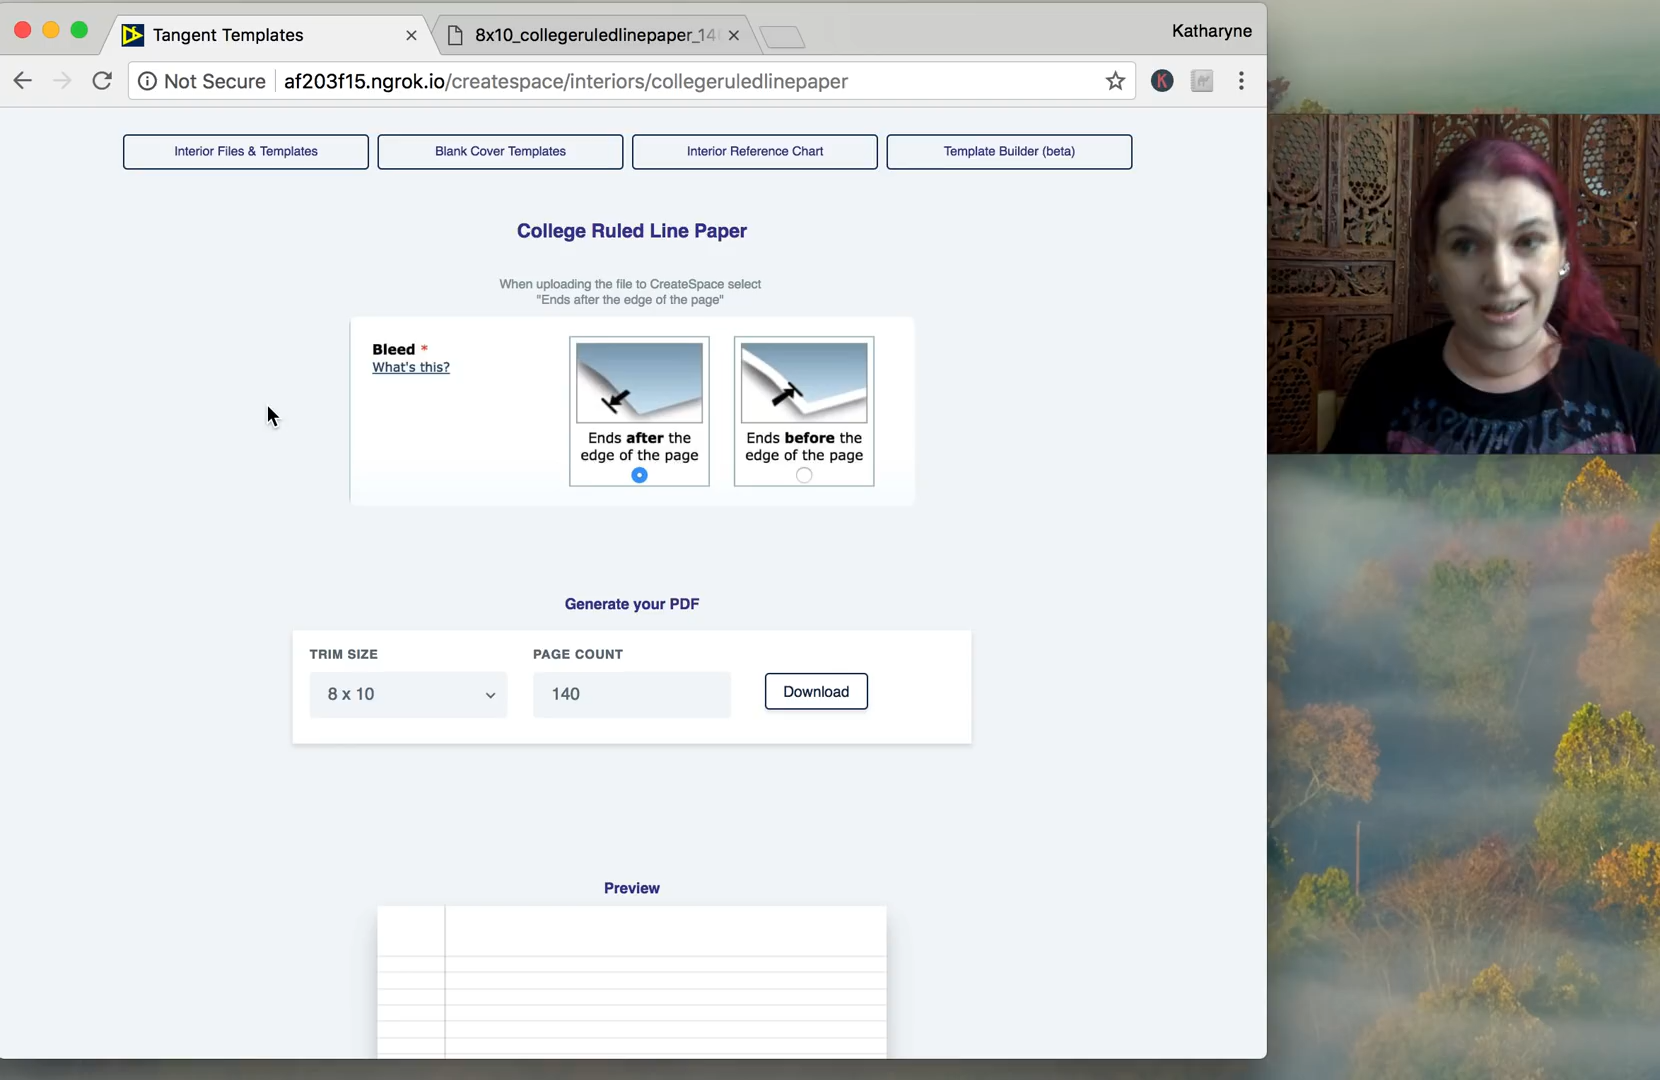 Tangent Templates
8x10_collegeruledlinepaper_14
Katharyne
Not Secure
af203f15.ngrok.io/createspace/interiors/collegeruledlinepaper
K
Interior Files & Templates
Blank Cover Templates
Interior Reference Chart
Template Builder (beta)
College Ruled Line Paper
When uploading the file to CreateSpace select
"Ends after the edge of the page"
Bleed *
What's this?
Ends after the
edge of the page
Ends before the
edge of the page
Generate your PDF
TRIM SIZE
PAGE COUNT
8 x 10
140
Download
Preview